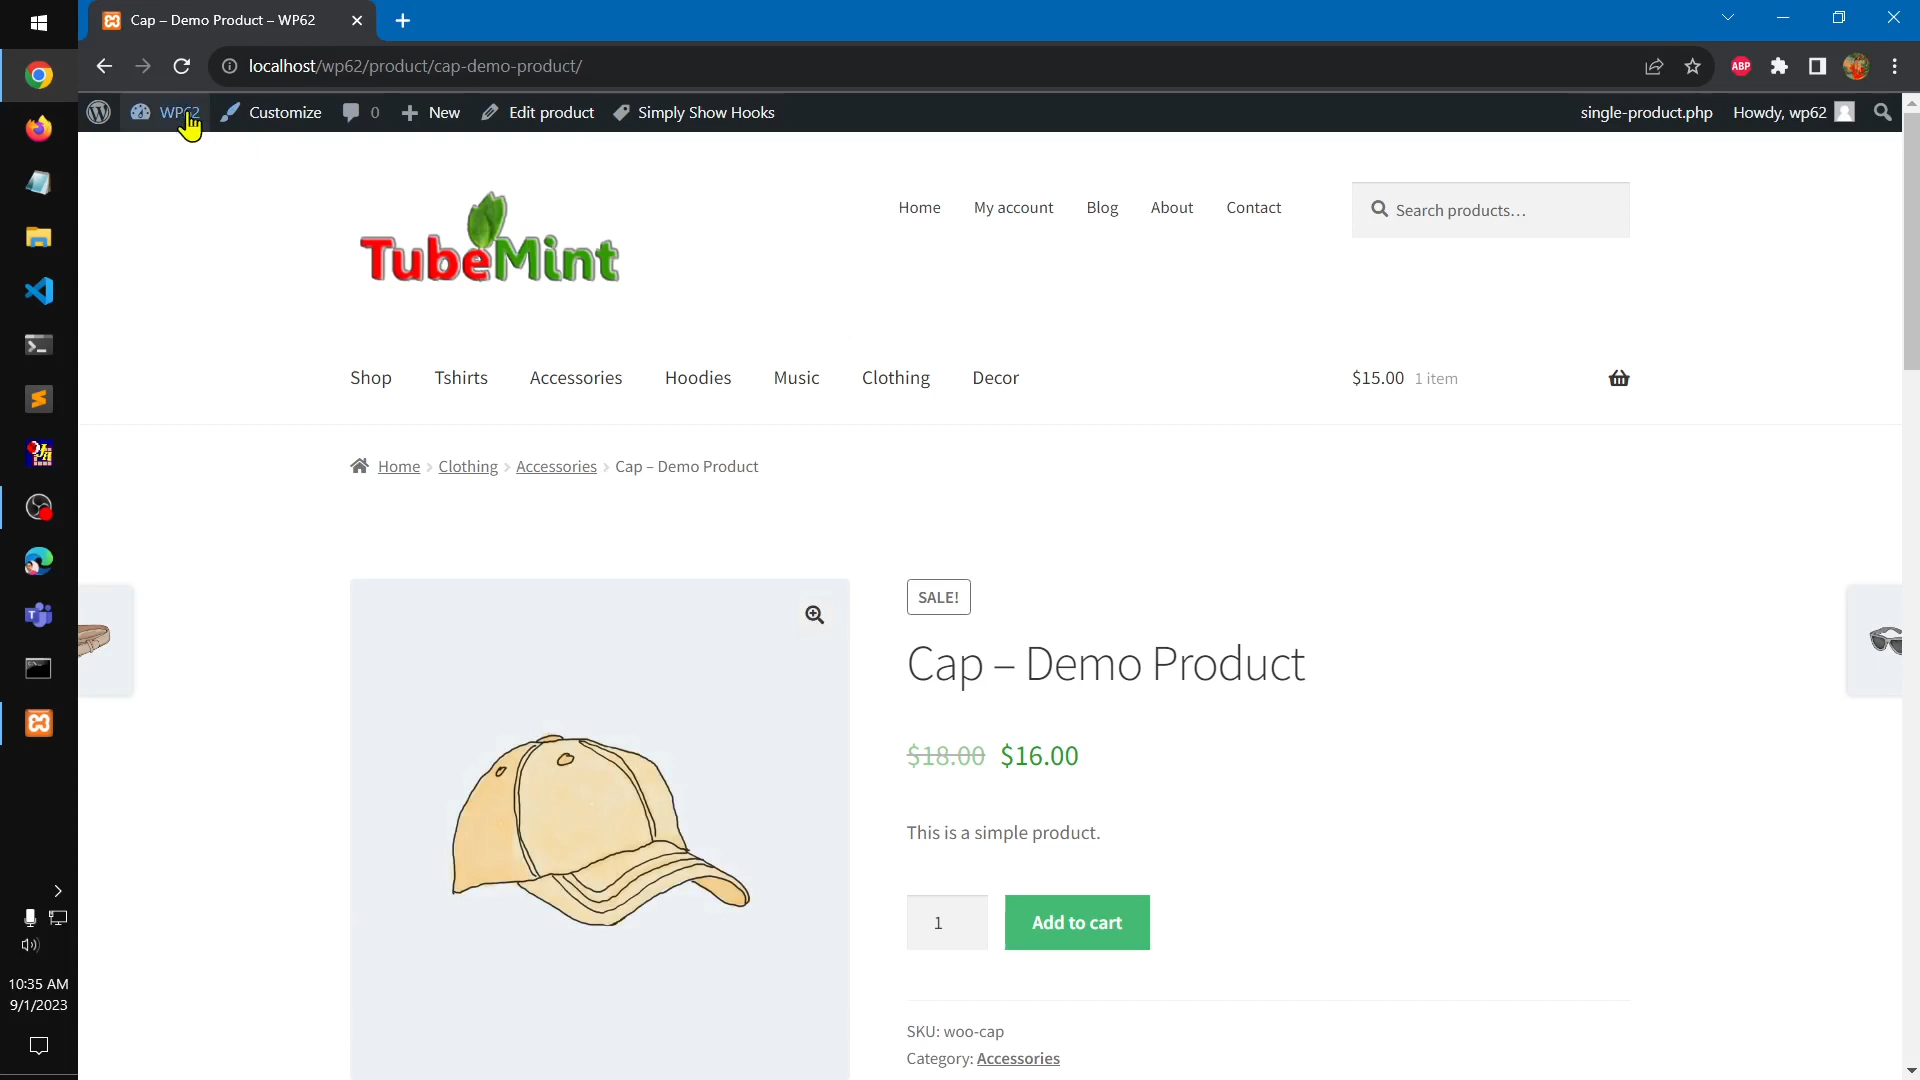 Cap – Demo Product – WP62
localhost/wp62/product/cap-demo-product/
ABP
WP62 Customize 0 New Edit product Simply Show Hooks single-product.php Howdy, wp62
TubeMint
Home My account Blog About Contact Search products…
Shop Tshirts Accessories Hoodies Music Clothing Decor $15.00 1 item
Home Clothing Accessories Cap – Demo Product
SALE!
Cap – Demo Product
$18.00 $16.00
This is a simple product.
1 Add to cart
SKU: woo-cap
Category: Accessories
10:35 AM
9/1/2023